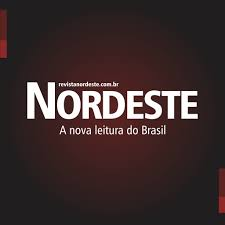 revistanordeste.com.br
NORDESTE
A nova leitura do Brasil